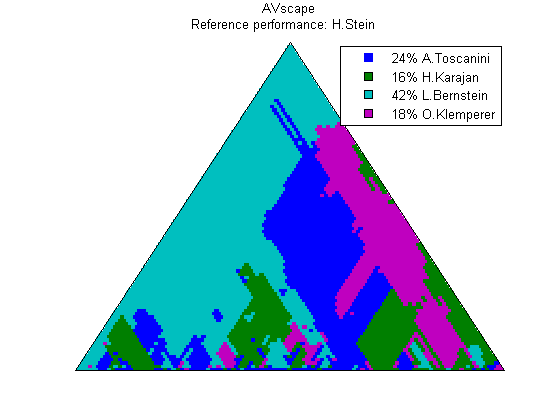 AVscape
Reference performance: H.Stein
24% A.Toscanini
16% H.Karajan
42% L.Bernstein
18% O.Klemperer